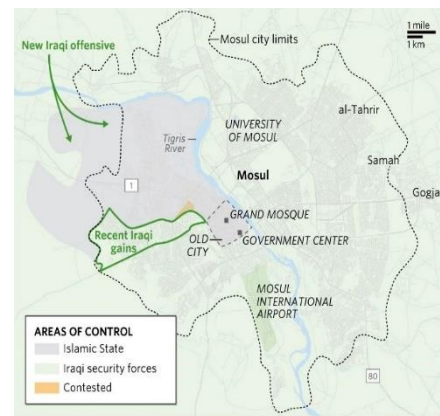 New Iraqi offensive
Mosul city limits
1 mile
1 km
al-Tahrir
UNIVERSITY
OF MOSUL
Tigris
River
Samah
Mosul
1
Gogja
GRAND MOSQUE
Recent Iraqi
gains
OLD
CITY
GOVERNMENT CENTER
MOSUL
INTERNATIONAL
AIRPORT
AREAS OF CONTROL
Islamic State
Iraqi security forces
Contested
80